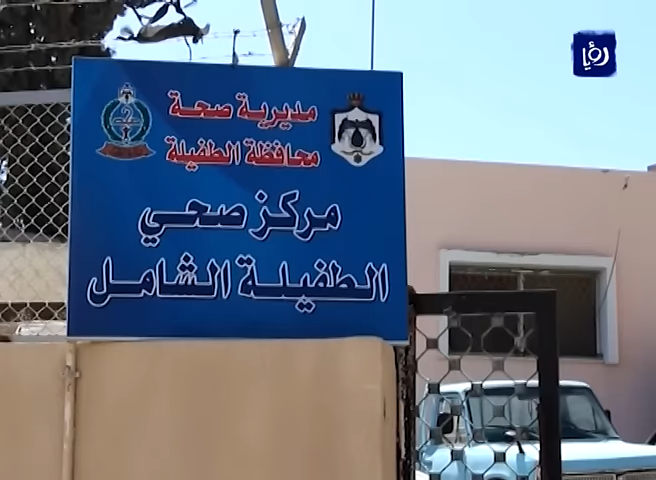 رؤيا
مديرية صحة
محافظة الطفيلة
مركز صحي
الطفيلة الشامل